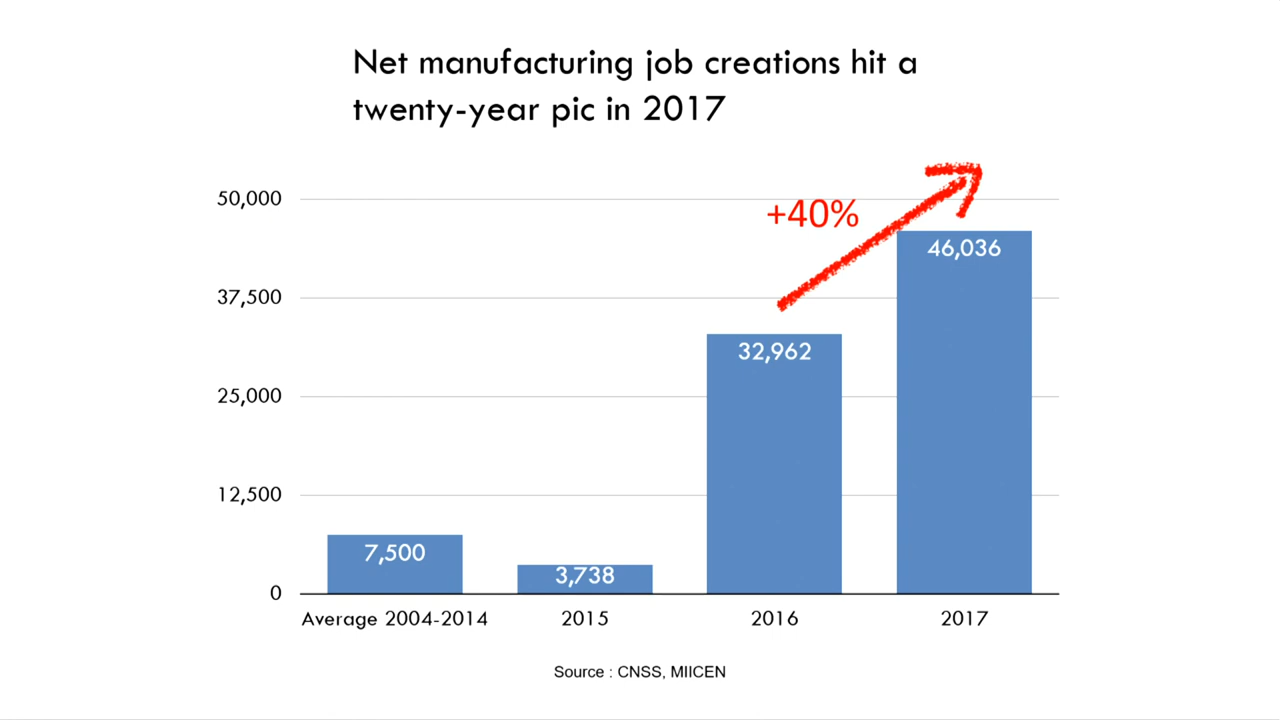 Net manufacturing job creations hit a
twenty-year pic in 2017
50,000
+40%
46,036
37,500
32,962
25,000
12,500
7,500
3,738
0
Average 2004-2014 2015 2016 2017
Source : CNSS, MIICEN